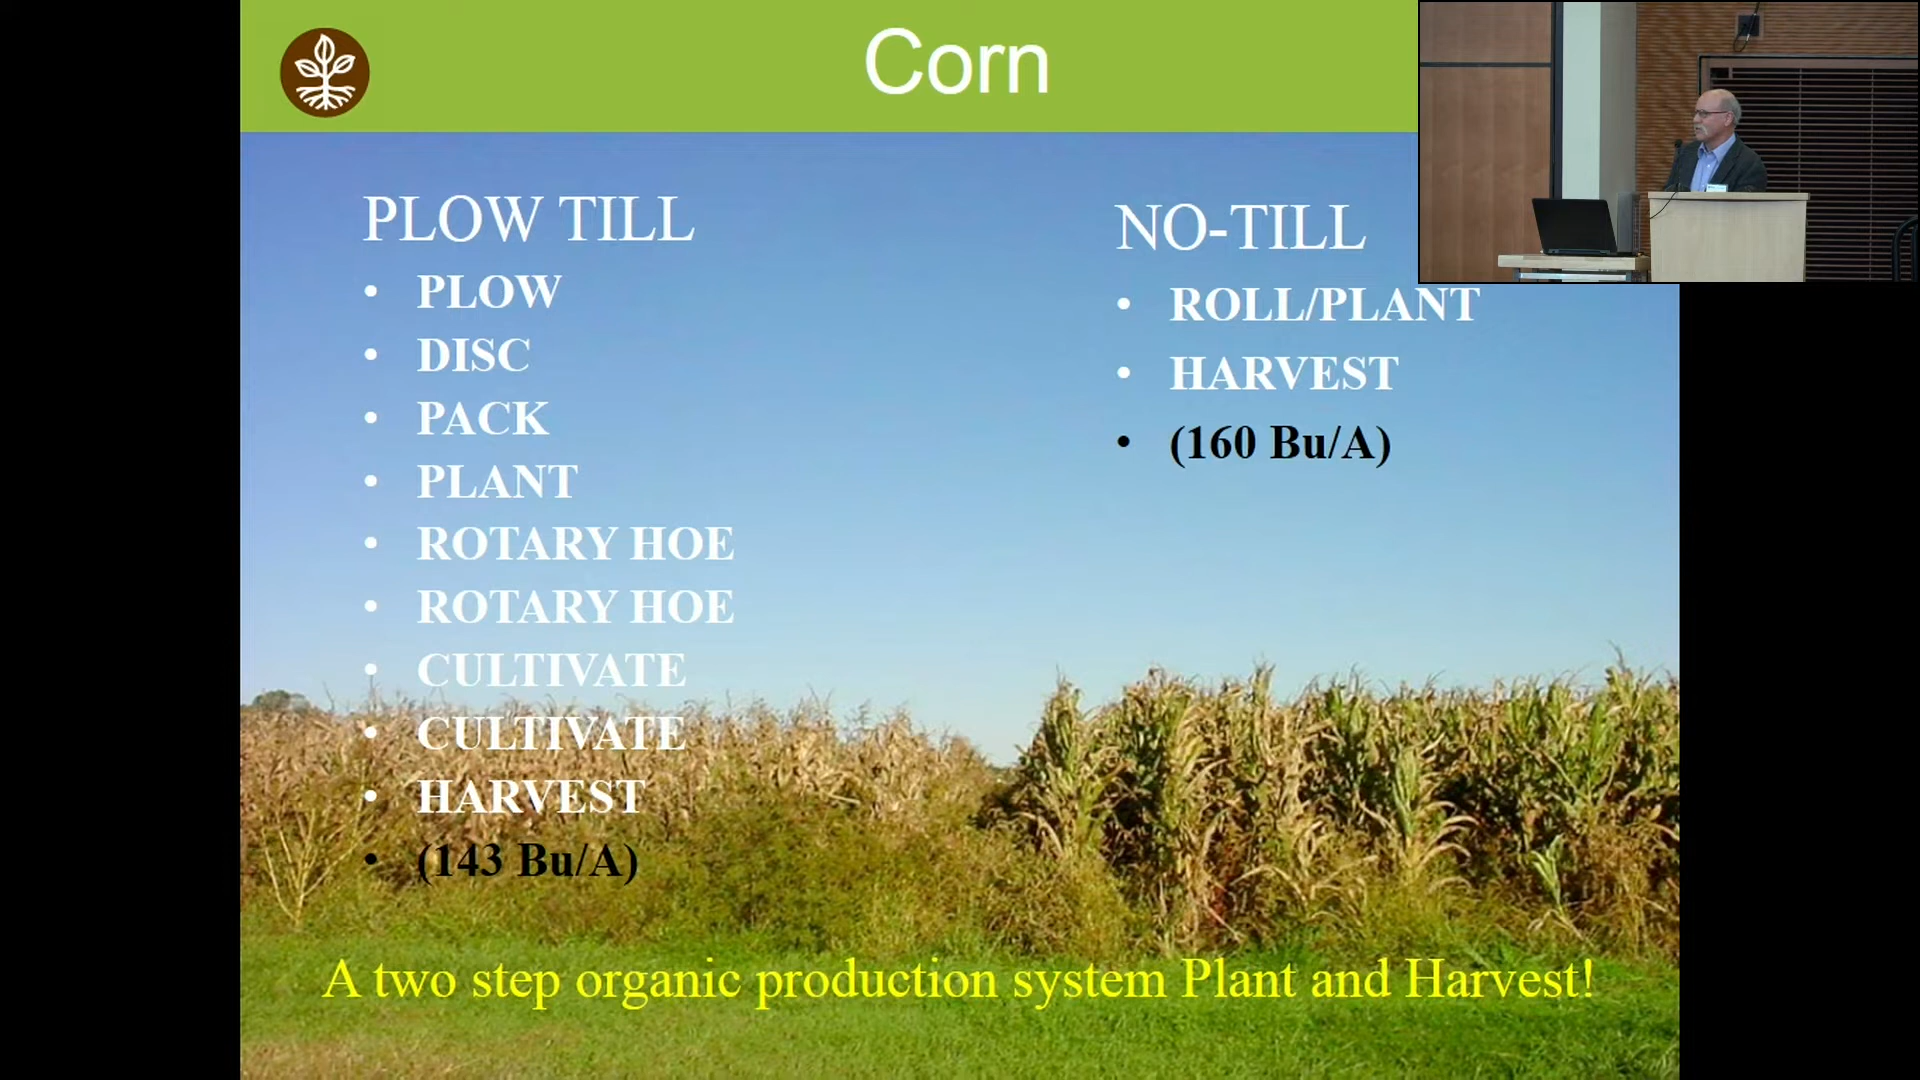 Corn
PLOW TILL
• PLOW
• DISC
• PACK
• PLANT
• ROTARY HOE
• ROTARY HOE
• CULTIVATE
• CULTIVATE
• HARVEST
• (143 Bu/A)
NO-TILL
• ROLL/PLANT
• HARVEST
• (160 Bu/A)
A two step organic production system Plant and Harvest!